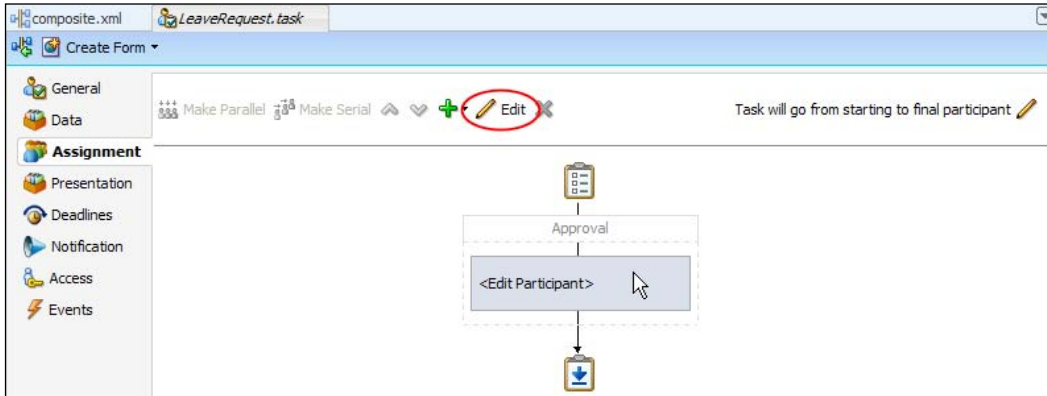 composite.xml LeaveRequest.task
Create Form
General
Data
Assignment
Presentation
Deadlines
Notification
Access
Events
Make Parallel Make Serial Edit Task will go from starting to final participant
Approval
<Edit Participant>